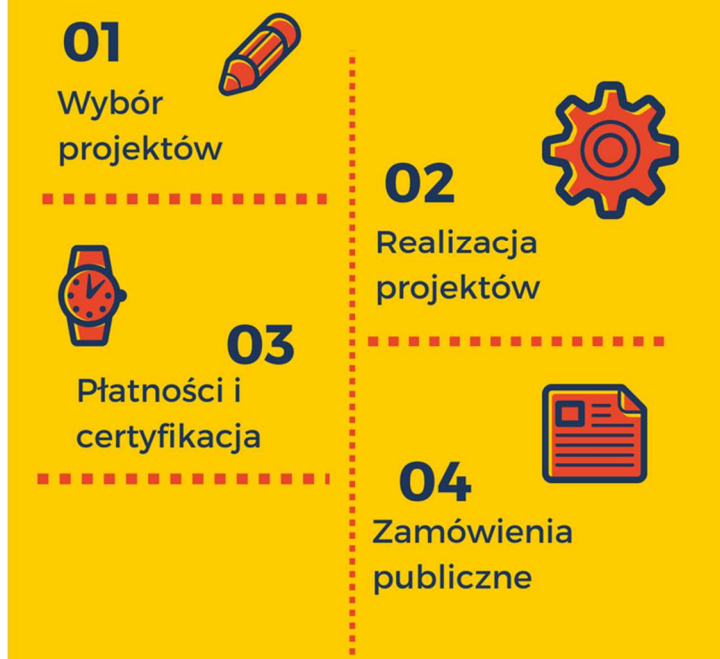 01
Wybór
projektów
02
Realizacja
projektów
03
Płatności i
certyfikacja
04
Zamówienia
publiczne